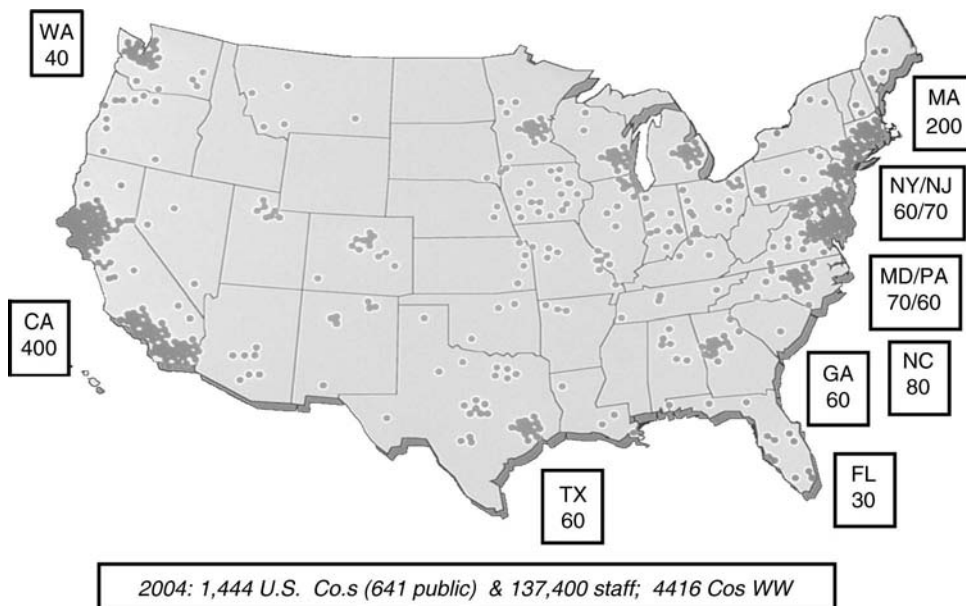 WA
40
MA
200
NY/NJ
60/70
MD/PA
70/60
CA
400
GA
60
NC
80
FL
30
TX
60
2004: 1,444 U.S. Co.s (641 public) & 137,400 staff; 4416 Cos WW